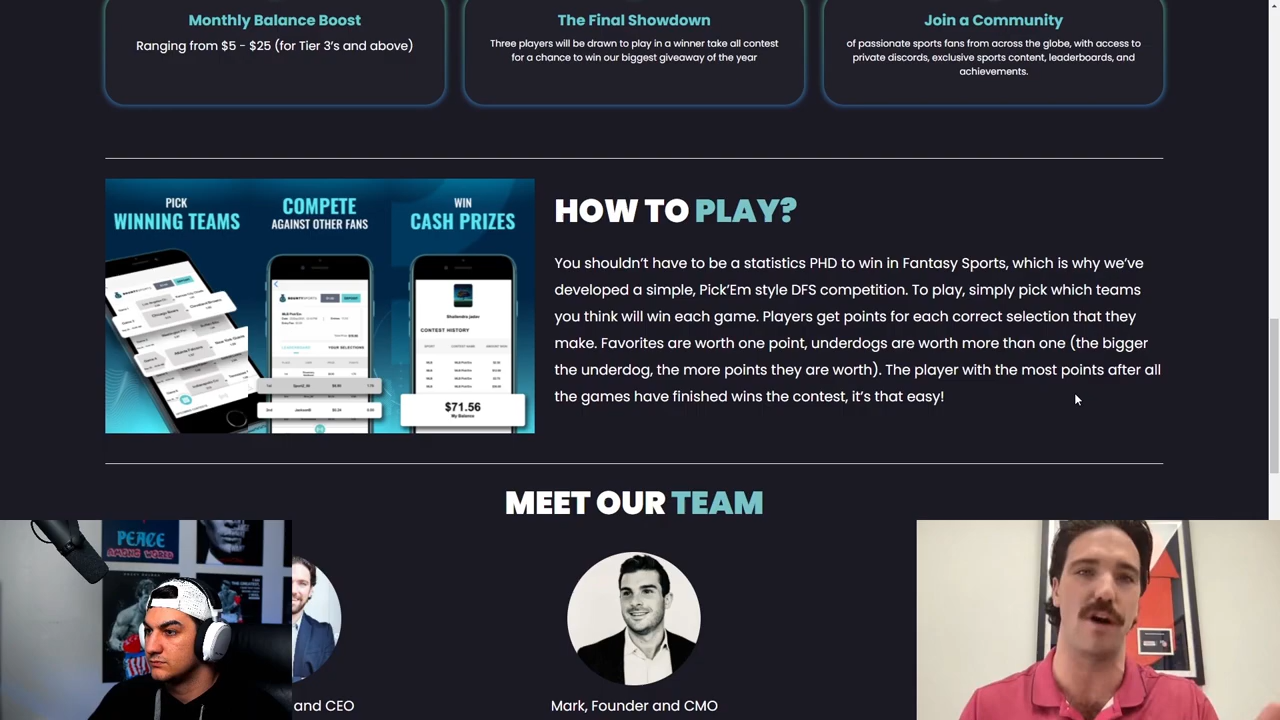 Monthly Balance Boost
Ranging from $5 - $25 (for Tier 3's and above)
The Final Showdown
Three players will be drawn to play in a winner take all contest
for a chance to win our biggest giveaway of the year
Join a Community
of passionate sports fans from across the globe, with access to
private discords, exclusive sports content, leaderboards, and
achievements.
PICK
WINNING TEAMS
COMPETE
AGAINST OTHER FANS
WIN
CASH PRIZES
CONTEST HISTORY
YOUR SELECTIONS
$71.56
My Balance
HOW TO PLAY?
You shouldn't have to be a statistics PHD to win in Fantasy Sports, which is why we've
developed a simple, Pick'Em style DFS competition. To play, simply pick which teams
you think will win each game. Players get points for each correct selection that they
make. Favorites are worth one point, underdogs are worth more than one (the bigger
the underdog, the more points they are worth). The player with the most points after all
the games have finished wins the contest, it's that easy!
MEET OUR TEAM
and CEO
Mark, Founder and CMO
PEACE
AMONG WORLD